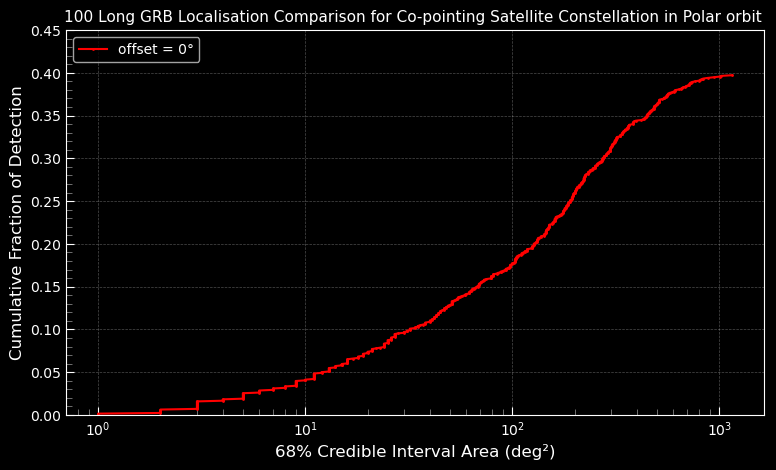 100 Long GRB Localisation Comparison for Co-pointing Satellite Constellation in Polar orbit
offset = 0°
Cumulative Fraction of Detection
0.45
0.40
0.35
0.30
0.25
0.20
0.15
0.10
0.05
0.00
10⁰ 10¹ 10² 10³
68% Credible Interval Area (deg²)